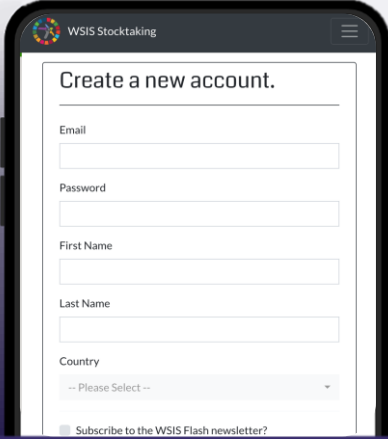 WSIS Stocktaking
Create a new account.
Email
Password
First Name
Last Name
Country
-- Please Select --
Subscribe to the WSIS Flash newsletter?